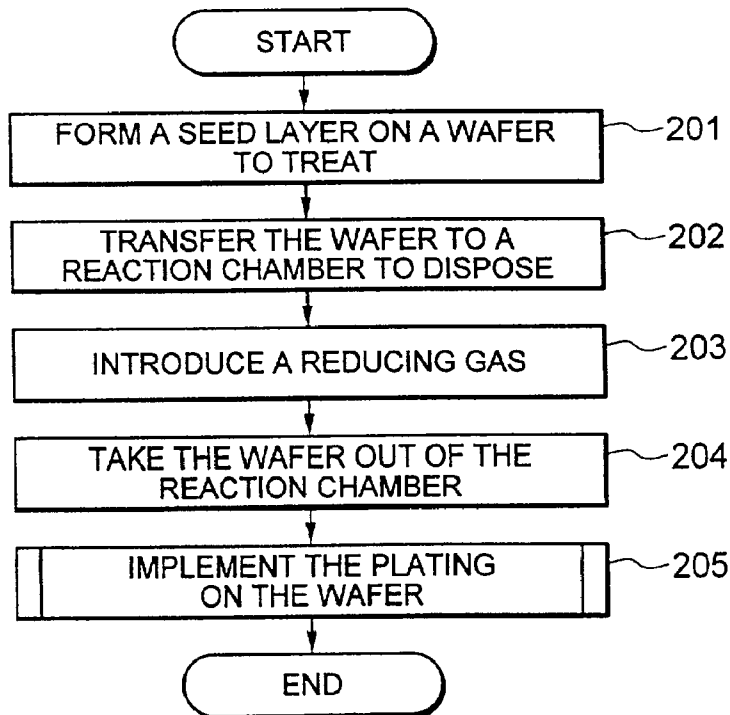 START
FORM A SEED LAYER ON A WAFER
TO TREAT
201
TRANSFER THE WAFER TO A
REACTION CHAMBER TO DISPOSE
202
INTRODUCE A REDUCING GAS
203
TAKE THE WAFER OUT OF THE
REACTION CHAMBER
204
IMPLEMENT THE PLATING
ON THE WAFER
205
END